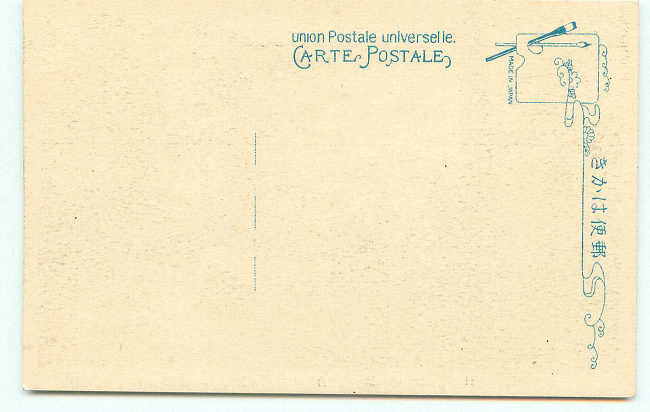 union Postale universelle.
CARTE POSTALE
MADE IN JAPAN
きかは便郵